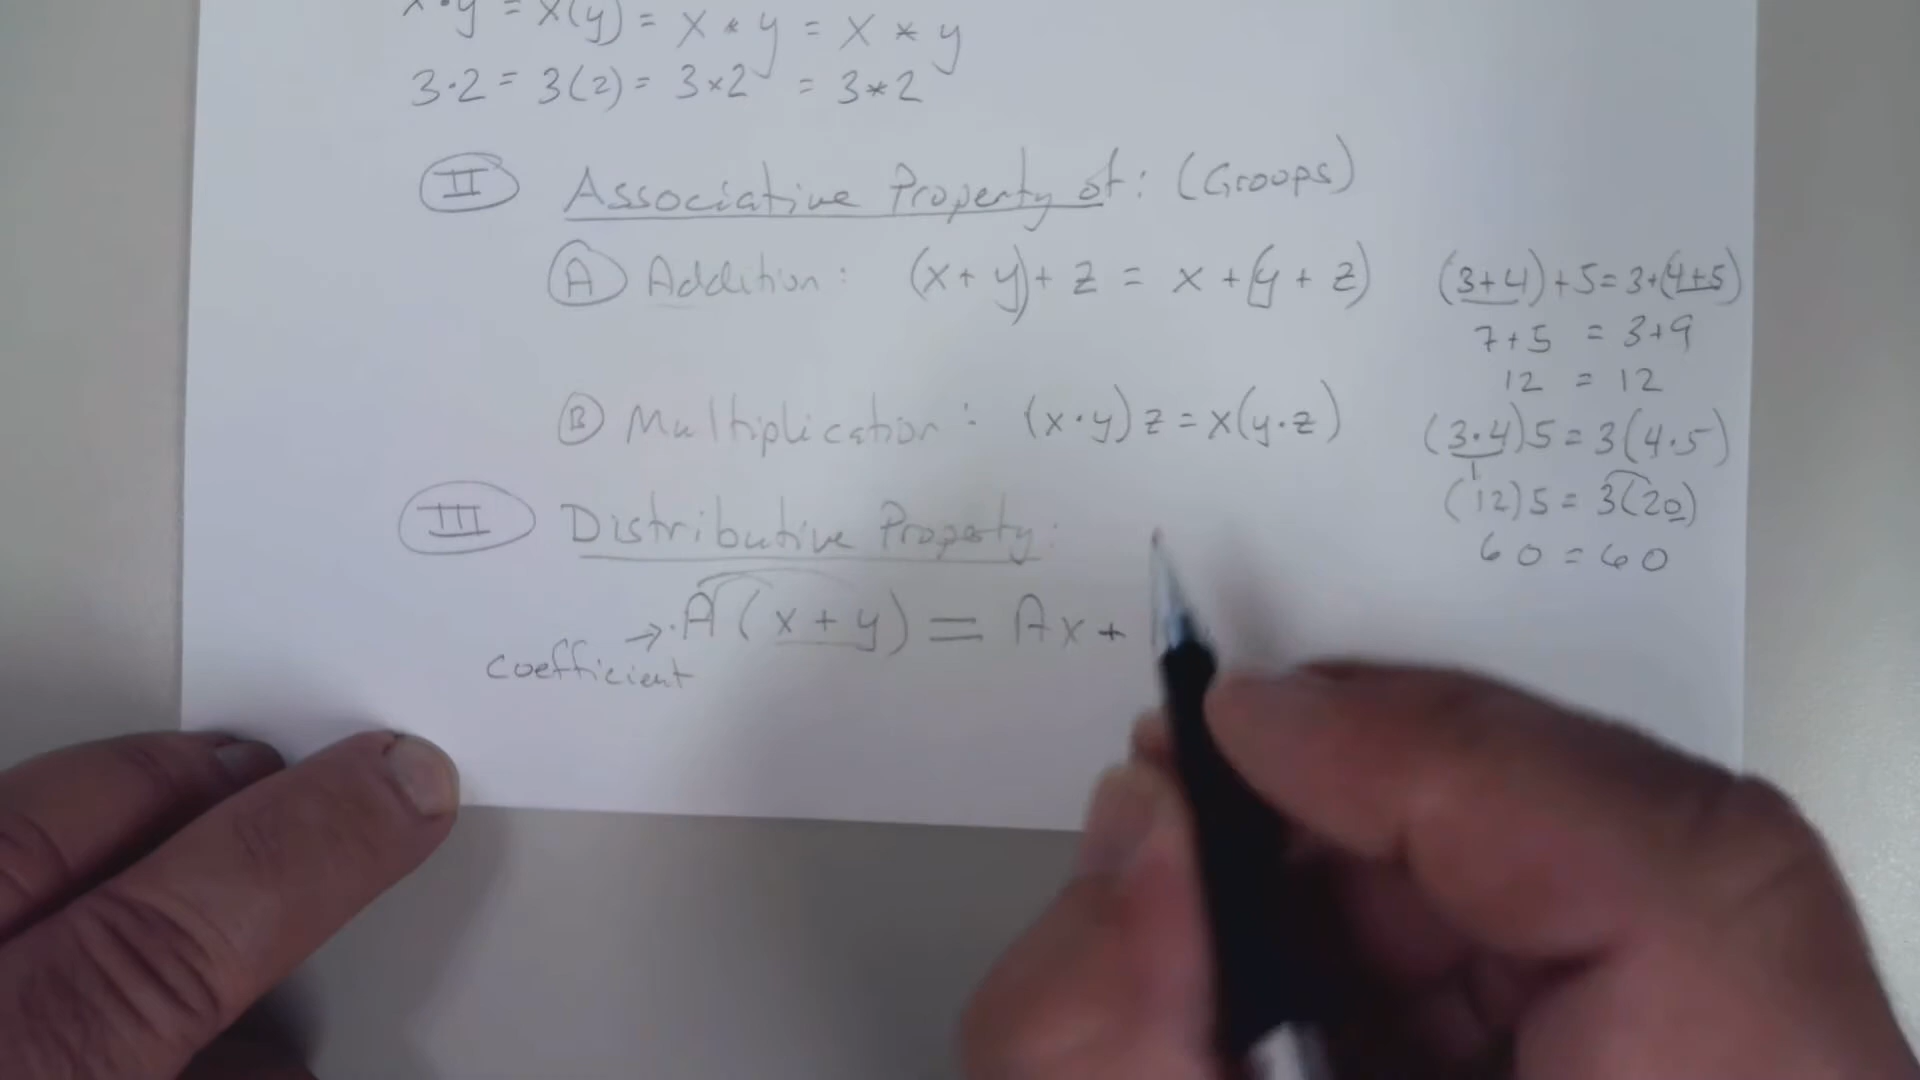 x · y = x(y) = x * y = x * y
3·2 = 3(2) = 3×2 = 3*2
II Associative Property of: (Groops)
A Addition: (x + y) + z = x + (y + z)
(3+4)+5=3+(4+5)
7+5 = 3+9
12 = 12
B Multiplication: (x·y)z = x(y·z)
(3·4)5=3(4·5)
(12)5=3(20)
60=60
III Distributive Property:
→ A(x+y) = Ax +
coefficient